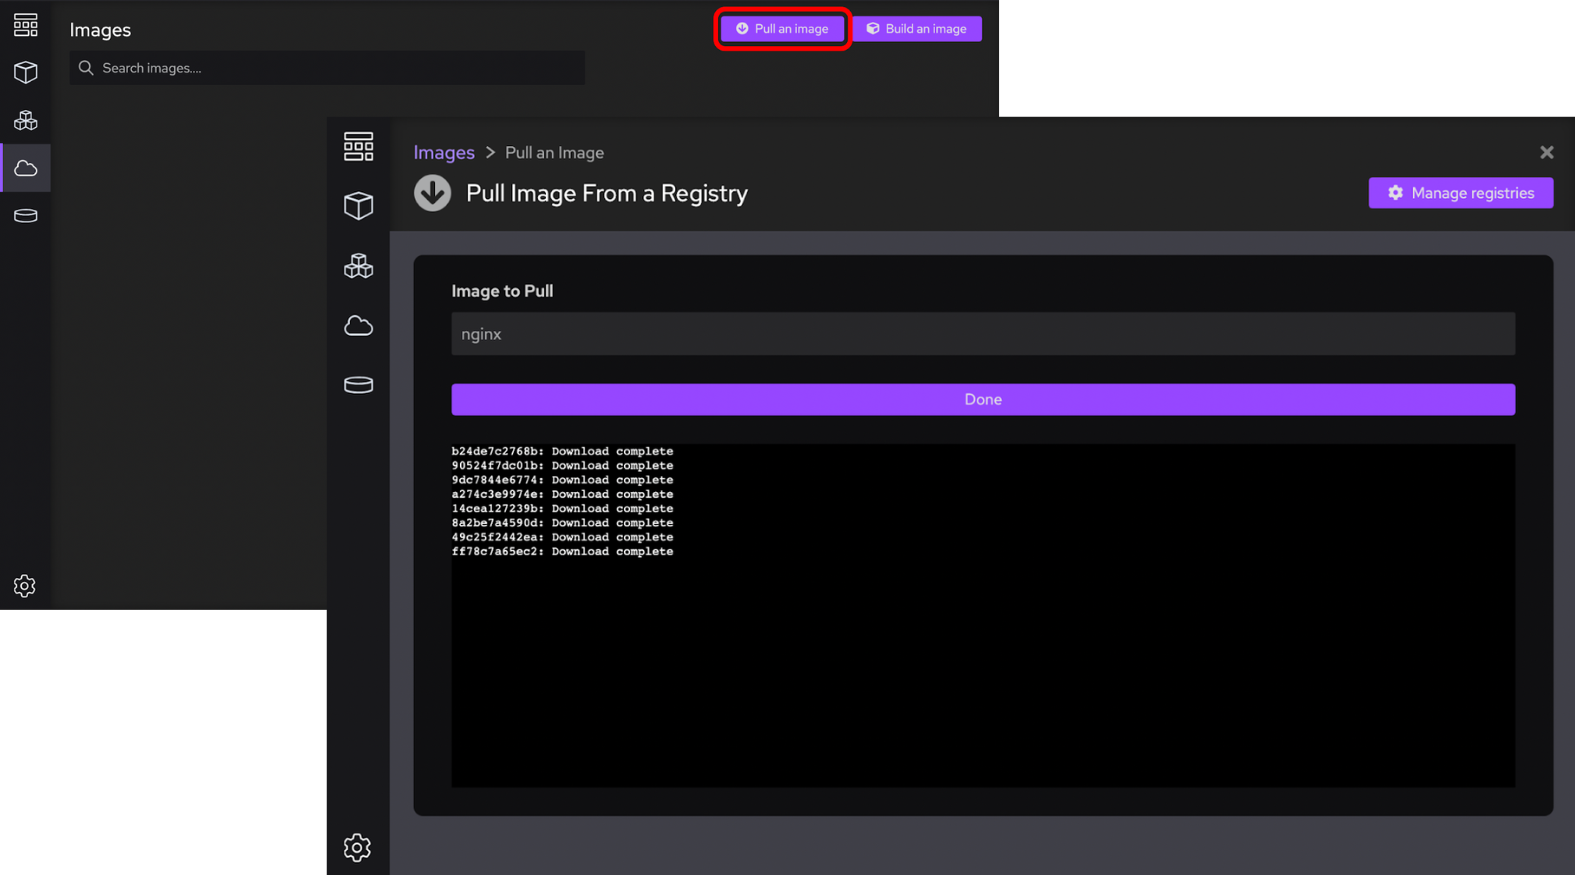 Images
Pull an image
Build an image
Search images....
Images > Pull an Image
Pull Image From a Registry
Manage registries
Image to Pull
nginx
Done
b24de7c2768b: Download complete
90524f7dc01b: Download complete
9dc7844e6774: Download complete
a274c3e9974e: Download complete
14cea127239b: Download complete
8a2be7a4590d: Download complete
49c25f2442ea: Download complete
ff78c7a65ec2: Download complete